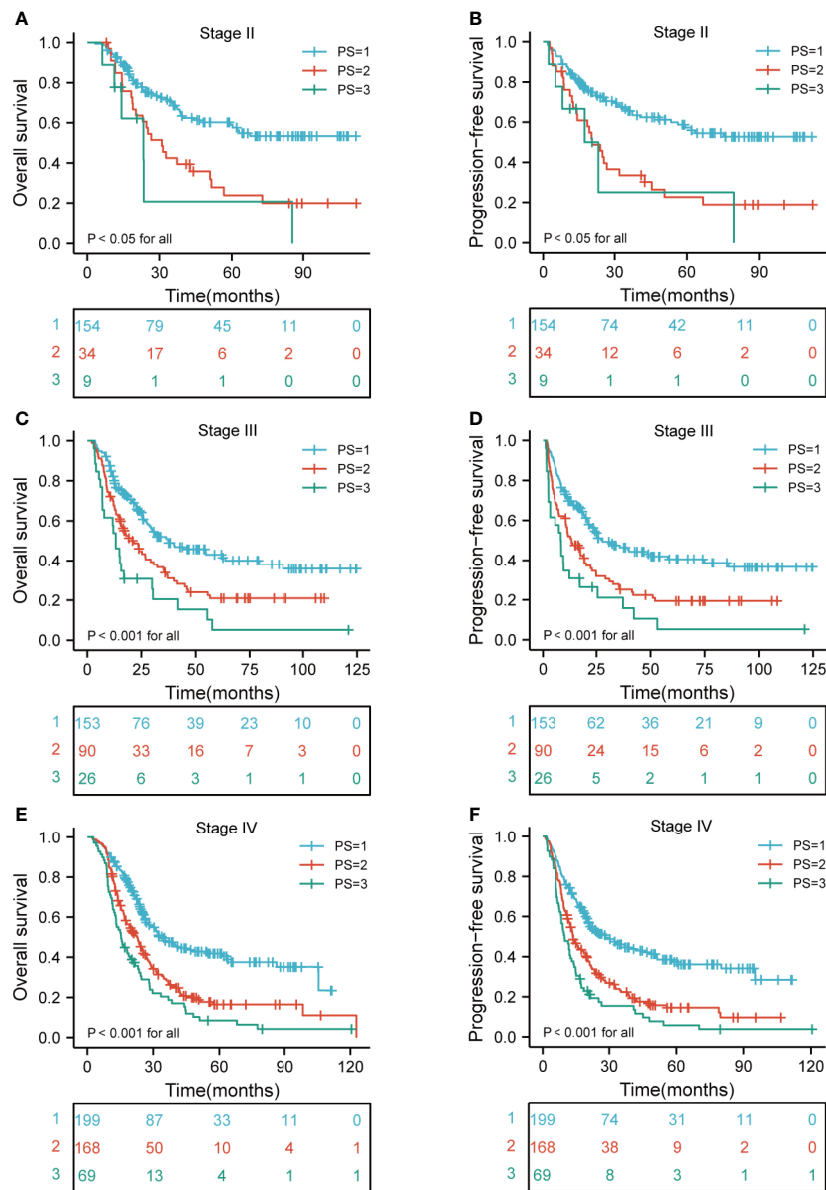 A
Stage II
Overall survival
1.0
0.8
0.6
0.4
0.2
0.0
PS=1
PS=2
PS=3
P < 0.05 for all
0 30 60 90
Time(months)
1 154 79 45 11 0
2 34 17 6 2 0
3 9 1 1 0 0
B
Stage II
Progression-free survival
1.0
0.8
0.6
0.4
0.2
0.0
PS=1
PS=2
PS=3
P < 0.05 for all
0 30 60 90
Time(months)
1 154 74 42 11 0
2 34 12 6 2 0
3 9 1 1 0 0
C
Stage III
Overall survival
1.0
0.8
0.6
0.4
0.2
0.0
PS=1
PS=2
PS=3
P < 0.001 for all
0 25 50 75 100 125
Time(months)
1 153 76 39 23 10 0
2 90 33 16 7 3 0
3 26 6 3 1 1 0
D
Stage III
Progression-free survival
1.0
0.8
0.6
0.4
0.2
0.0
PS=1
PS=2
PS=3
P < 0.001 for all
0 25 50 75 100 125
Time(months)
1 153 62 36 21 9 0
2 90 24 15 6 2 0
3 26 5 2 1 1 0
E
Stage IV
Overall survival
1.0
0.8
0.6
0.4
0.2
0.0
PS=1
PS=2
PS=3
P < 0.001 for all
0 30 60 90 120
Time(months)
1 199 87 33 11 0
2 168 50 10 4 1
3 69 13 4 1 1
F
Stage IV
Progression-free survival
1.0
0.8
0.6
0.4
0.2
0.0
PS=1
PS=2
PS=3
P < 0.001 for all
0 30 60 90 120
Time(months)
1 199 74 31 11 0
2 168 38 9 2 0
3 69 8 3 1 1